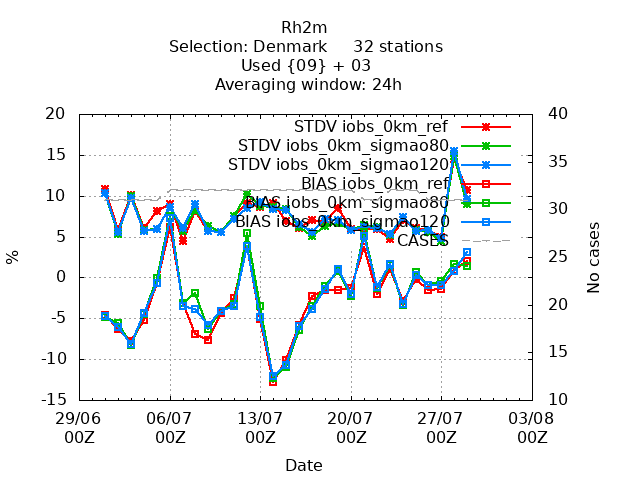 Rh2m
Selection: Denmark 32 stations
Used {09} + 03
Averaging window: 24h
20 40
STDV iobs_0km_ref
STDV iobs_0km_sigmao80
15 35
STDV iobs_0km_sigmao120
BIAS iobs_0km_ref
10 30
BIAS iobs_0km_sigmao80
BIAS iobs_0km_sigmao120
5 25
CASES
% No cases
0 20
-5
-10 15
-15 10
29/06 06/07 13/07 20/07 27/07 03/08
00Z 00Z 00Z 00Z 00Z 00Z
Date